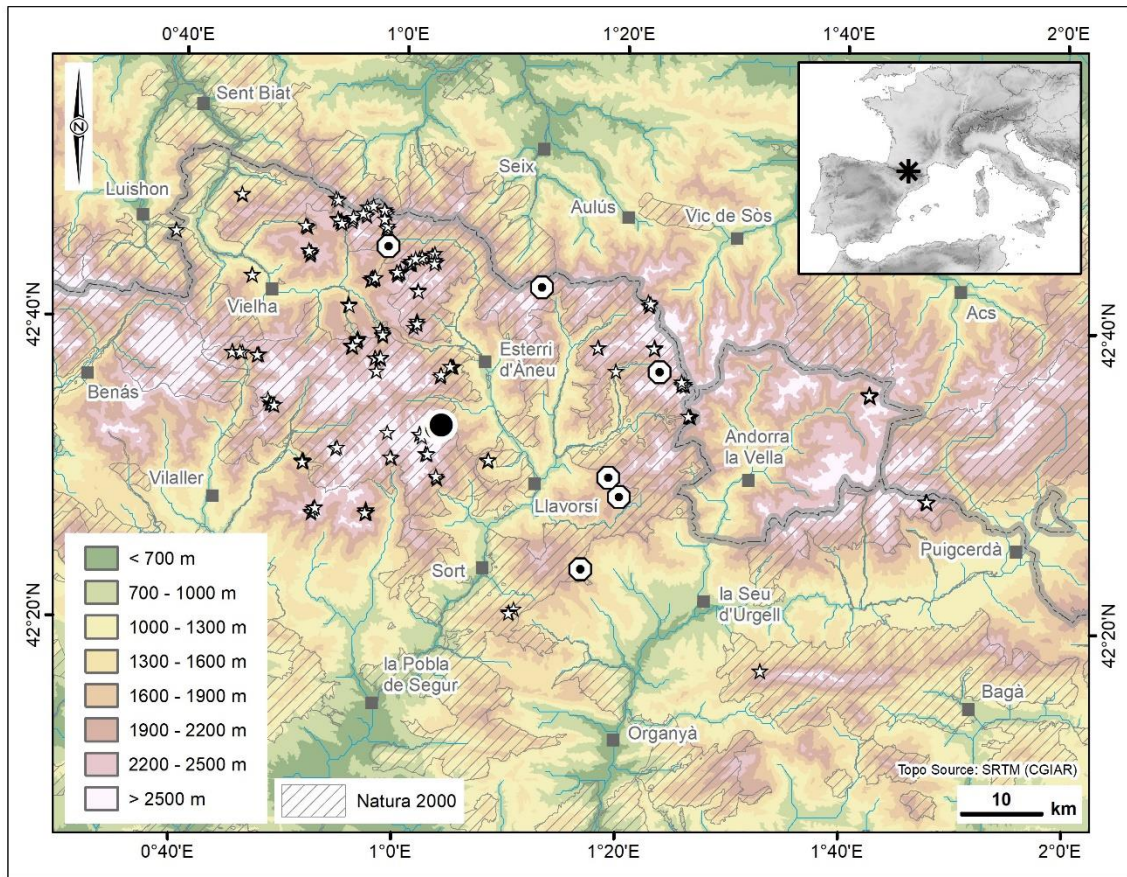 0°40'E
1°0'E
1°20'E
1°40'E
2°0'E
N
Sent Biat
Luishon
Seix
Aulús
Vic de Sòs
Vielha
Acs
42°40'N
42°40'N
Esterri
d'Àneu
Benás
Andorra
la Vella
Vilaller
Llavorsí
Puigcerdà
Sort
la Seu
d'Urgell
42°20'N
42°20'N
la Pobla
de Segur
Bagà
Organyà
< 700 m
700 - 1000 m
1000 - 1300 m
1300 - 1600 m
1600 - 1900 m
1900 - 2200 m
2200 - 2500 m
> 2500 m
Natura 2000
Topo Source: SRTM (CGIAR)
10
km
0°40'E
1°0'E
1°20'E
1°40'E
2°0'E